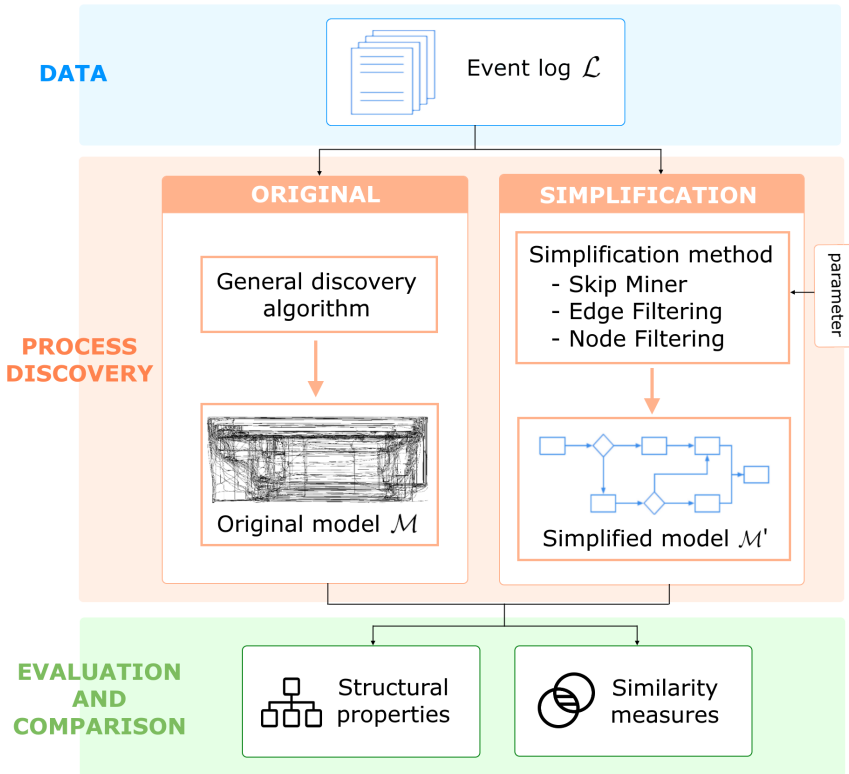 DATA
Event log ℒ
PROCESS
DISCOVERY
ORIGINAL
General discovery
algorithm
Original model ℳ
SIMPLIFICATION
Simplification method
- Skip Miner
- Edge Filtering
- Node Filtering
parameter
Simplified model ℳ'
EVALUATION
AND
COMPARISON
Structural
properties
Similarity
measures